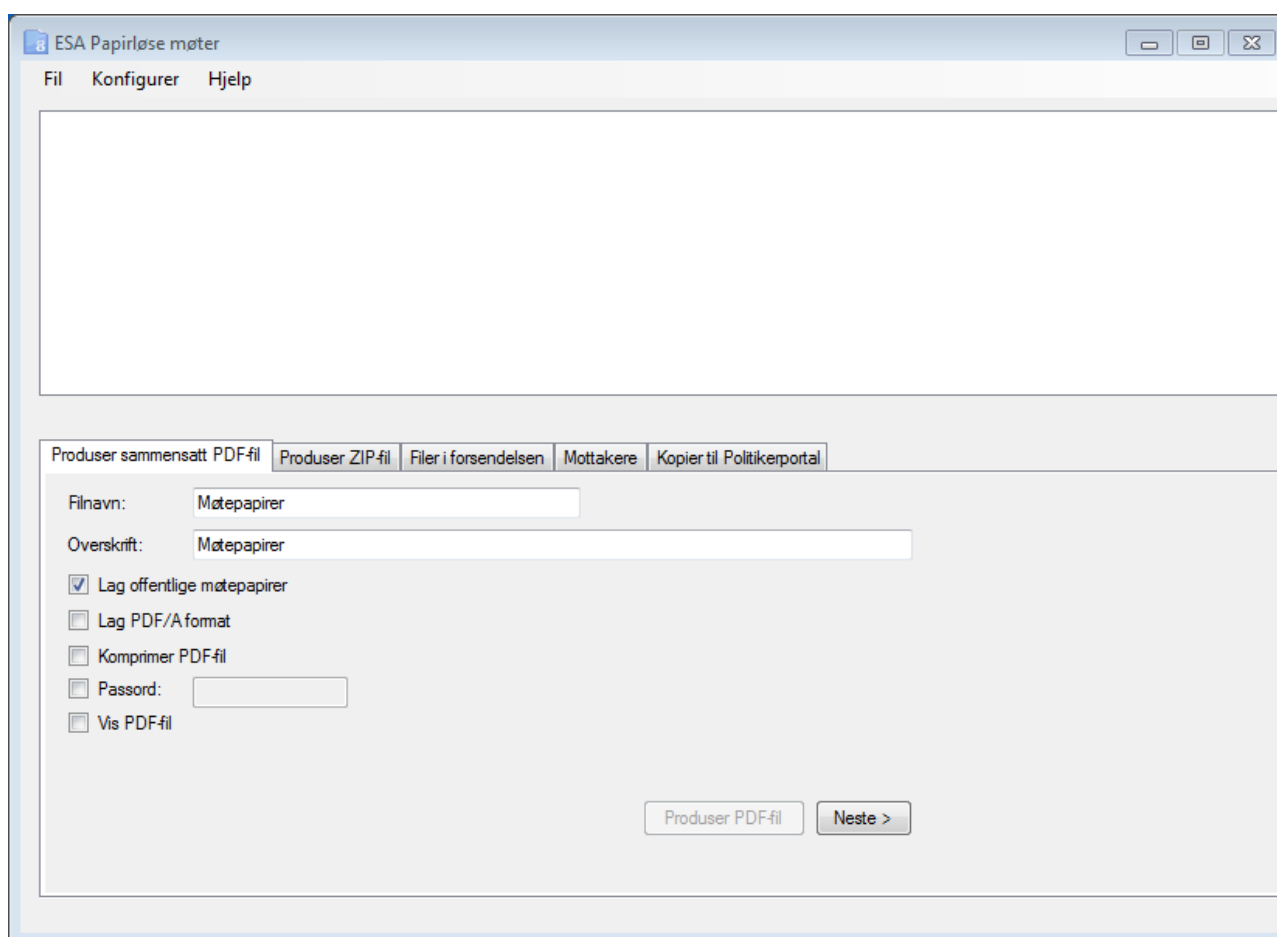 ESA Papirløse møter
Fil Konfigurer Hjelp
Produser sammensatt PDF-fil Produser ZIP-fil Filer i forsendelsen Mottakere Kopier til Politikerportal
Filnavn: Møtepapirer
Overskrift: Møtepapirer
Lag offentlige møtepapirer
Lag PDF/A format
Komprimer PDF-fil
Passord:
Vis PDF-fil
Produser PDF-fil Neste >